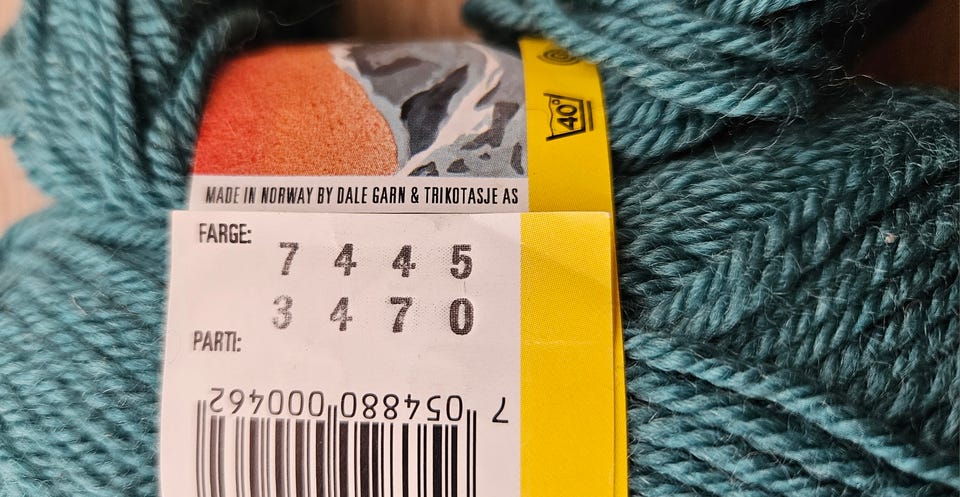 40°
MADE IN NORWAY BY DALE GARN & TRIKOTASJE AS
FARGE:
7 4 4 5
3 4 7 0
PARTI:
7 054880 000462